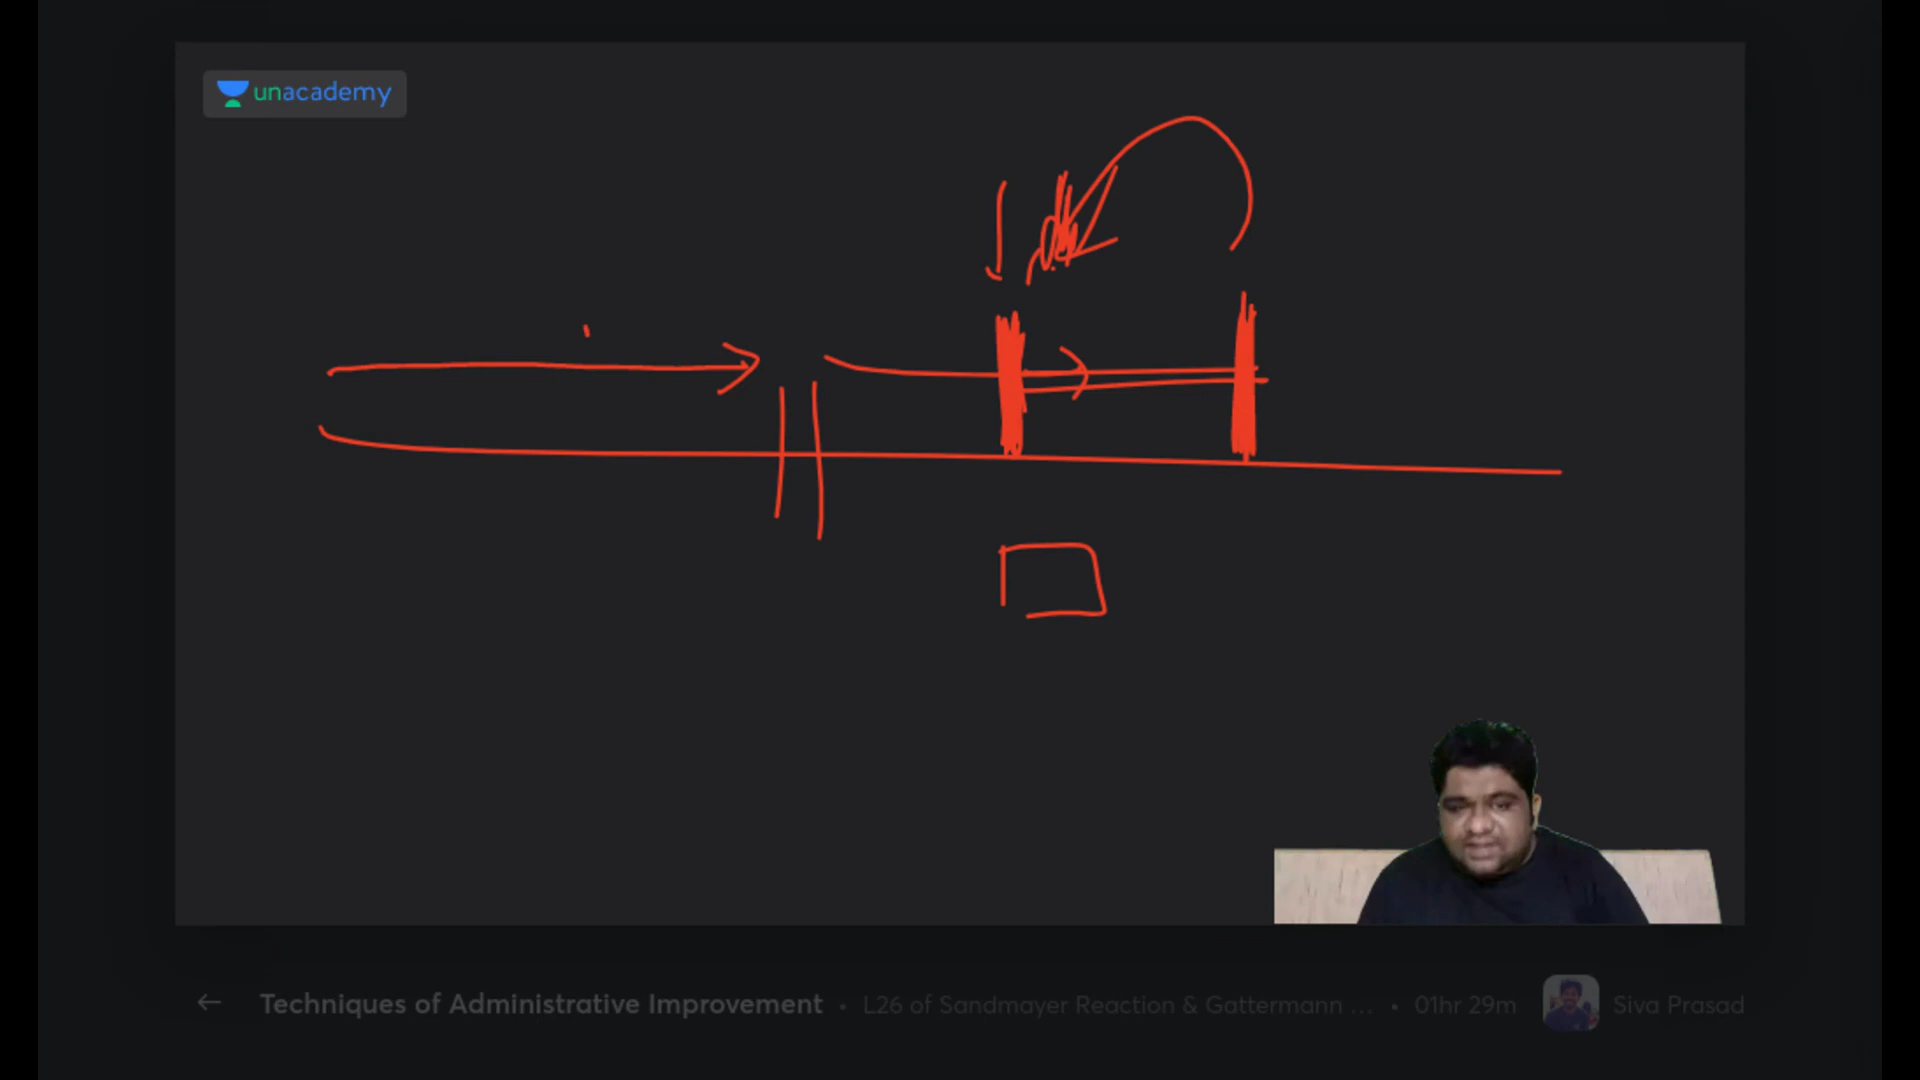 unacademy
Techniques of Administrative Improvement • L26 of Sandmayer Reaction & Gattermann ... • 01hr 29m Siva Prasad